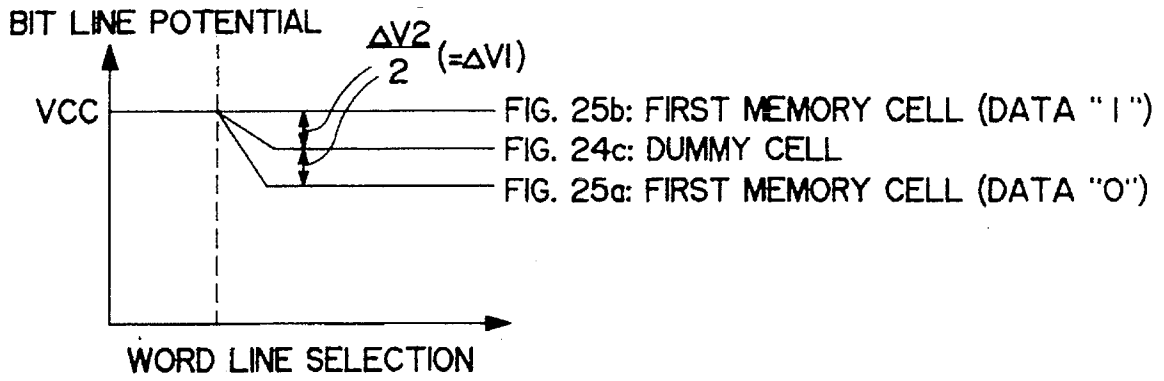 BIT LINE POTENTIAL
ΔV2
2
(=ΔV1)
VCC
FIG. 25b: FIRST MEMORY CELL (DATA "1")
FIG. 24c: DUMMY CELL
FIG. 25a: FIRST MEMORY CELL (DATA "0")
WORD LINE SELECTION